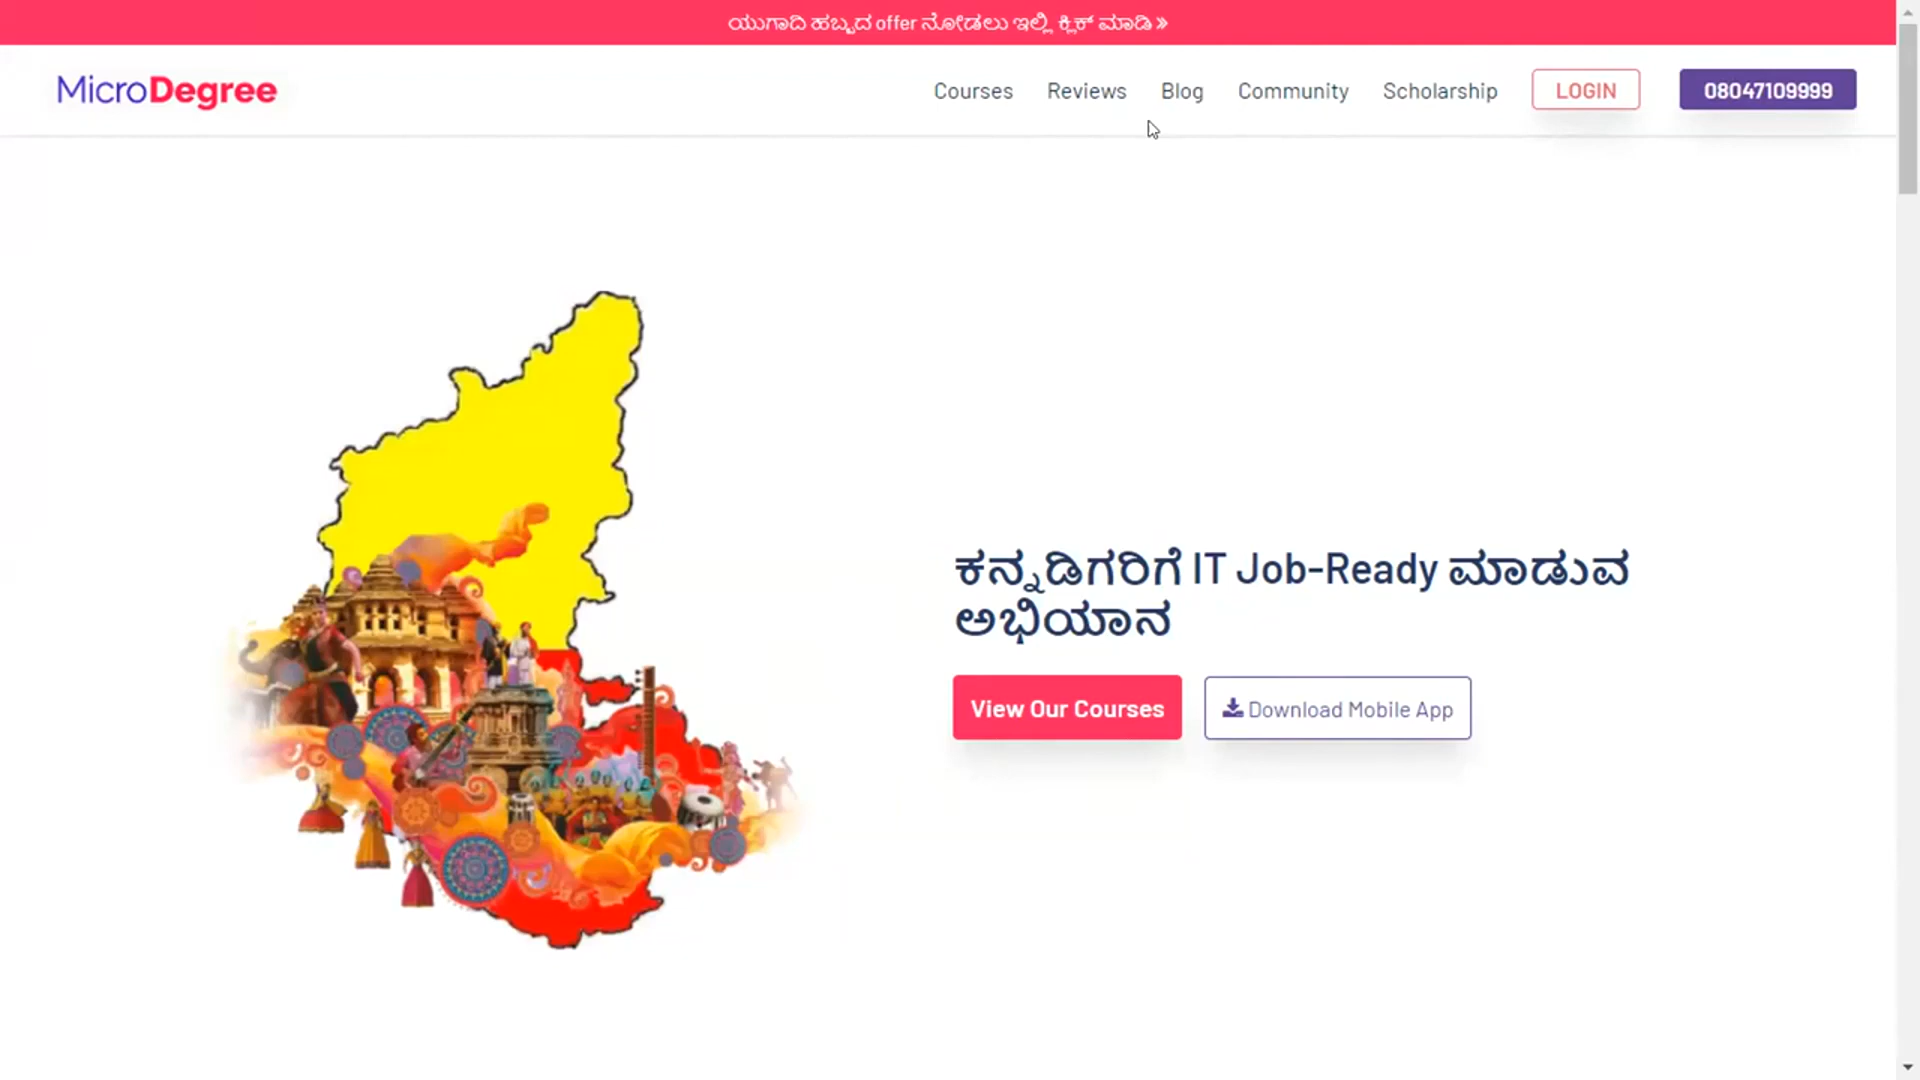 ಯುಗಾದಿ ಹಬ್ಬದ offer ನೋಡಲು ಇಲ್ಲಿ ಕ್ಲಿಕ್ ಮಾಡಿ »
MicroDegree
Courses Reviews Blog Community Scholarship LOGIN 08047109999
ಕನ್ನಡಿಗರಿಗೆ IT Job-Ready ಮಾಡುವ
ಅಭಿಯಾನ
View Our Courses Download Mobile App